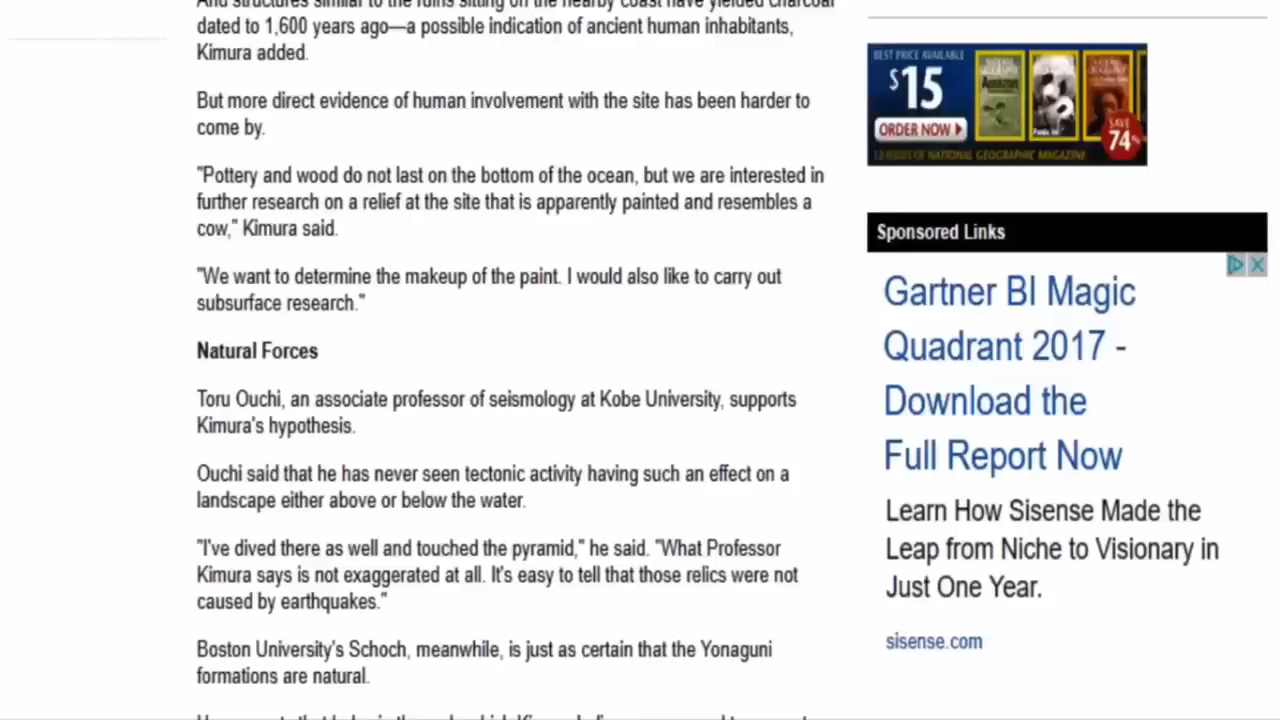 dated to 1,600 years ago—a possible indication of ancient human inhabitants,
Kimura added.
But more direct evidence of human involvement with the site has been harder to
come by.
"Pottery and wood do not last on the bottom of the ocean, but we are interested in
further research on a relief at the site that is apparently painted and resembles a
cow," Kimura said.
"We want to determine the makeup of the paint. I would also like to carry out
subsurface research."
Natural Forces
Toru Ouchi, an associate professor of seismology at Kobe University, supports
Kimura's hypothesis.
Ouchi said that he has never seen tectonic activity having such an effect on a
landscape either above or below the water.
"I've dived there as well and touched the pyramid," he said. "What Professor
Kimura says is not exaggerated at all. It's easy to tell that those relics were not
caused by earthquakes."
Boston University's Schoch, meanwhile, is just as certain that the Yonaguni
formations are natural.
BEST PRICE AVAILABLE
$15
ORDER NOW
SAVE
74%
12 ISSUES OF NATIONAL GEOGRAPHIC MAGAZINE
Sponsored Links
Gartner BI Magic
Quadrant 2017 -
Download the
Full Report Now
Learn How Sisense Made the
Leap from Niche to Visionary in
Just One Year.
sisense.com